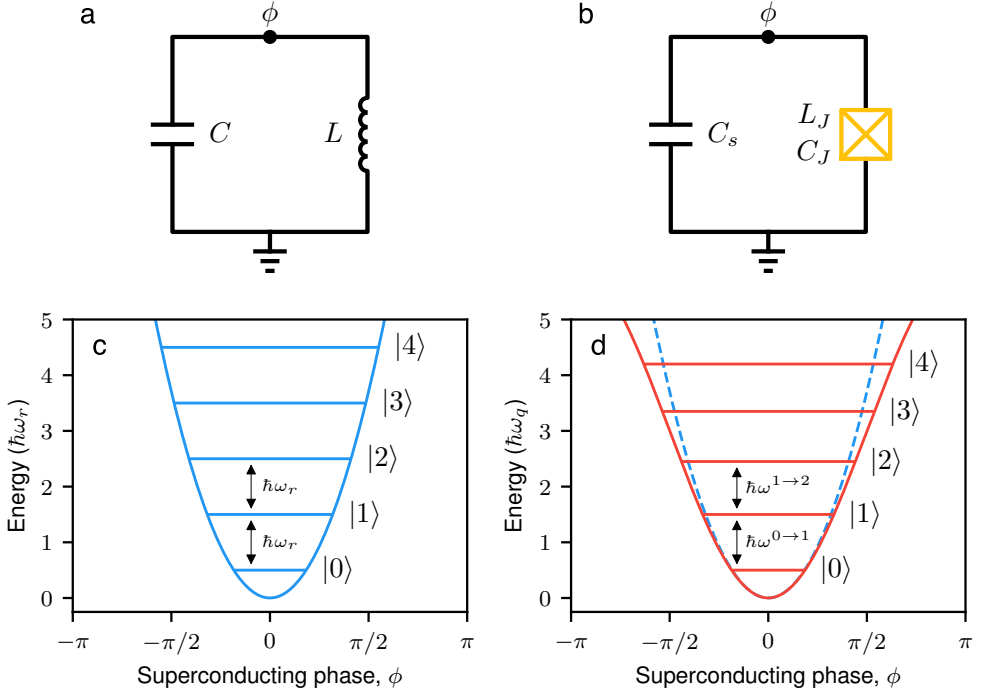 a
ϕ
C
L
b
ϕ
C_s
L_J
C_J
c
Energy (ℏω_r)
5
4
3
2
1
0
|4⟩
|3⟩
|2⟩
|1⟩
|0⟩
ℏω_r
ℏω_r
−π
−π/2
0
π/2
π
Superconducting phase, ϕ
d
Energy (ℏω_q)
5
4
3
2
1
0
|4⟩
|3⟩
|2⟩
|1⟩
|0⟩
ℏω^{1→2}
ℏω^{0→1}
−π
−π/2
0
π/2
π
Superconducting phase, ϕ